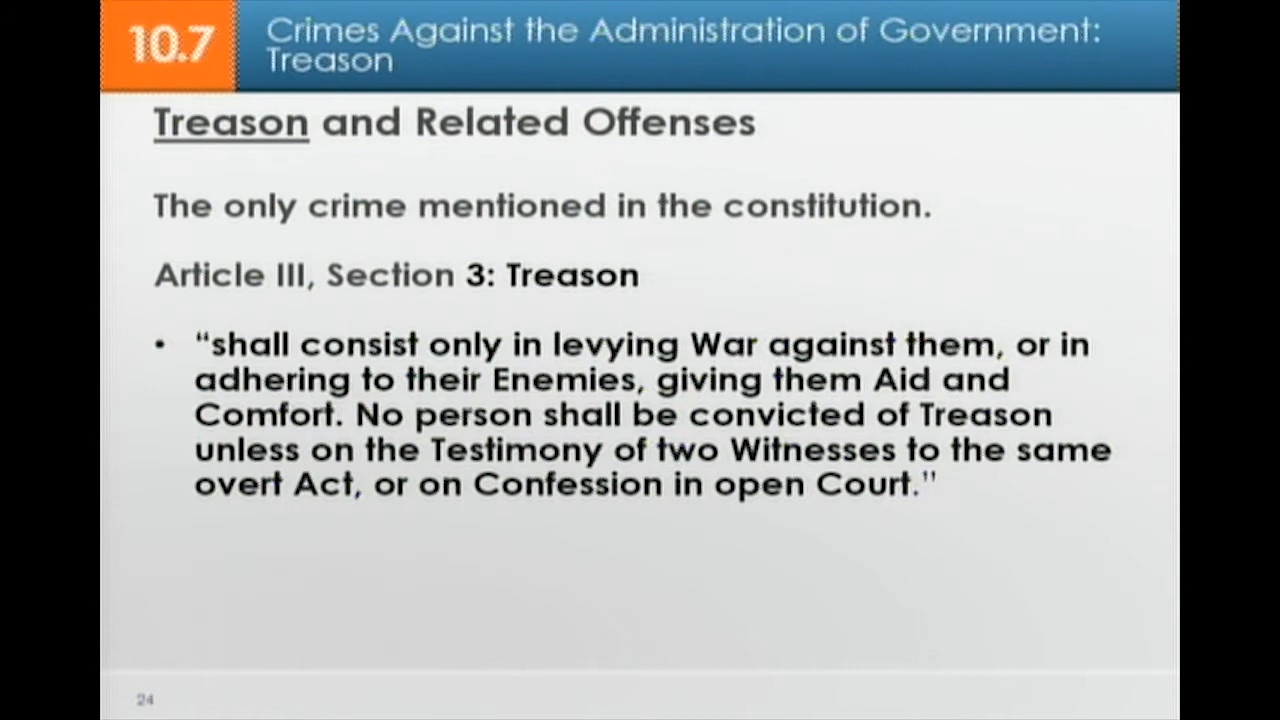 10.7
Crimes Against the Administration of Government:
Treason
Treason and Related Offenses
The only crime mentioned in the constitution.
Article III, Section 3: Treason
• “shall consist only in levying War against them, or in
adhering to their Enemies, giving them Aid and
Comfort. No person shall be convicted of Treason
unless on the Testimony of two Witnesses to the same
overt Act, or on Confession in open Court.”
24